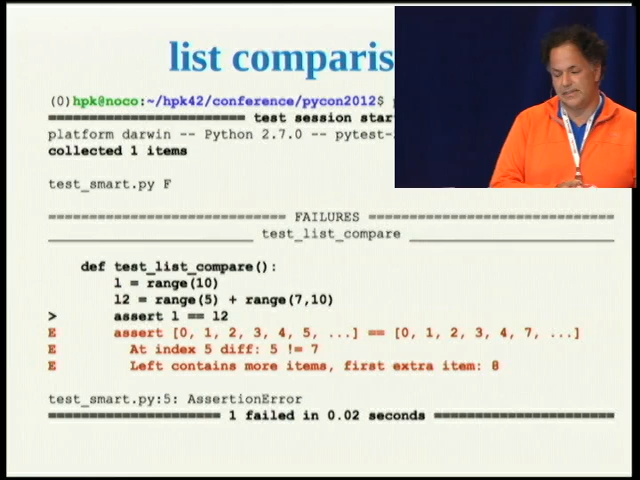 list comparis
(0)hpk@noco:~/hpk42/conference/pycon2012$
========================= test session star
platform darwin -- Python 2.7.0 -- pytest-
collected 1 items
test_smart.py F
============================= FAILURES ==============================
_________________________ test_list_compare _________________________
def test_list_compare():
l = range(10)
l2 = range(5) + range(7,10)
> assert l == l2
E assert [0, 1, 2, 3, 4, 5, ...] == [0, 1, 2, 3, 4, 7, ...]
E At index 5 diff: 5 != 7
E Left contains more items, first extra item: 8
test_smart.py:5: AssertionError
===================== 1 failed in 0.02 seconds ======================